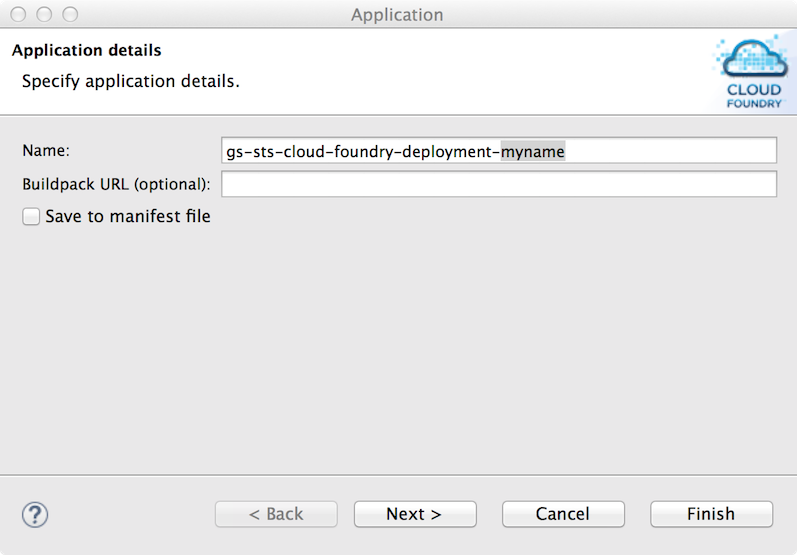 Application
Application details
Specify application details.
CLOUD
FOUNDRY
Name:
gs-sts-cloud-foundry-deployment-myname
Buildpack URL (optional):
Save to manifest file
?
< Back
Next >
Cancel
Finish